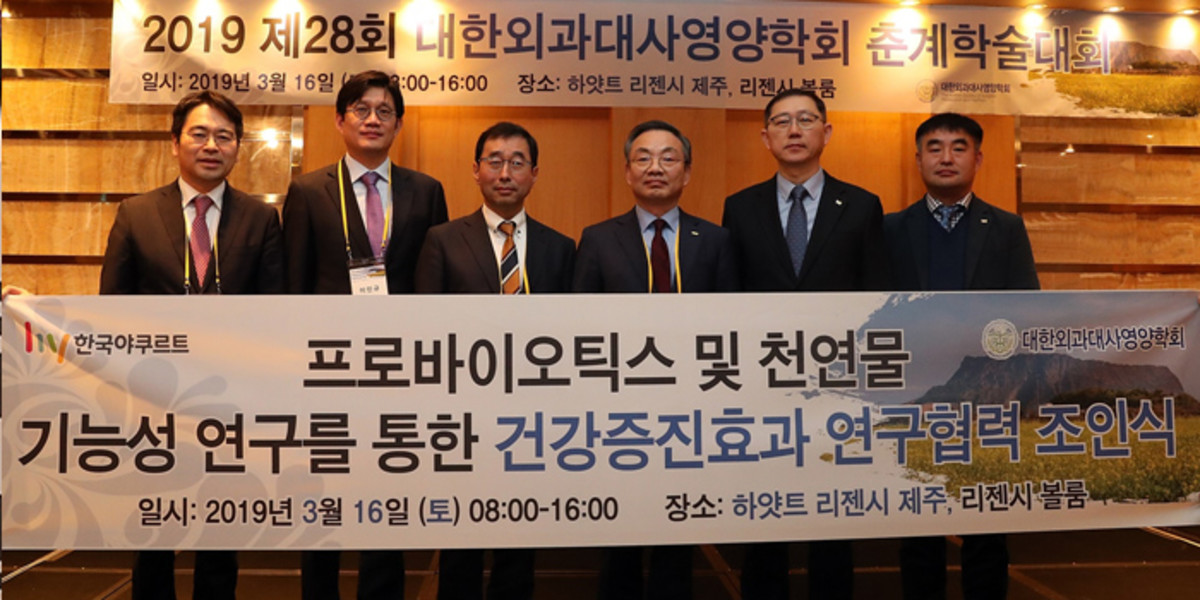 2019 제28회 대한외과대사영양학회 춘계학술대회
일시: 2019년 3월 16일 8:00-16:00 장소: 하얏트 리젠시 제주, 리젠시 볼룸
대한외과대사영양학회
hy 한국야쿠르트
대한외과대사영양학회
프로바이오틱스 및 천연물
기능성 연구를 통한 건강증진효과 연구협력 조인식
일시: 2019년 3월 16일 (토) 08:00-16:00 장소: 하얏트 리젠시 제주, 리젠시 볼룸